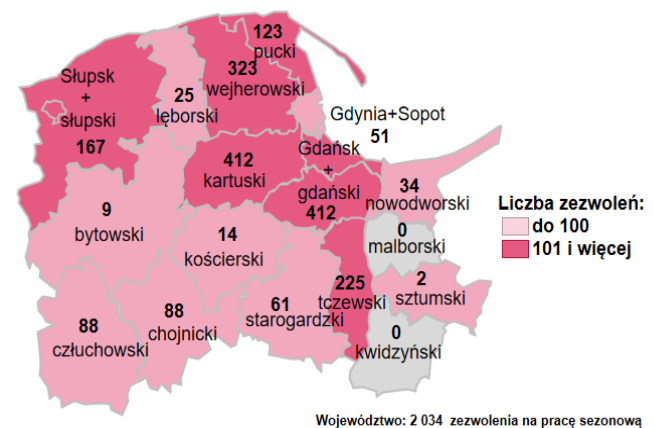 123
pucki
323
wejherowski
Słupsk
+
słupski
167
25
lęborski
Gdynia+Sopot
51
412
kartuski
Gdańsk
+
gdański
412
34
nowodworski
0
malborski
9
bytowski
14
kościerski
225
tczewski
2
sztumski
61
starogardzki
88
chojnicki
88
człuchowski
0
kwidzyński
Liczba zezwoleń:
do 100
101 i więcej
Województwo: 2 034 zezwolenia na pracę sezonową